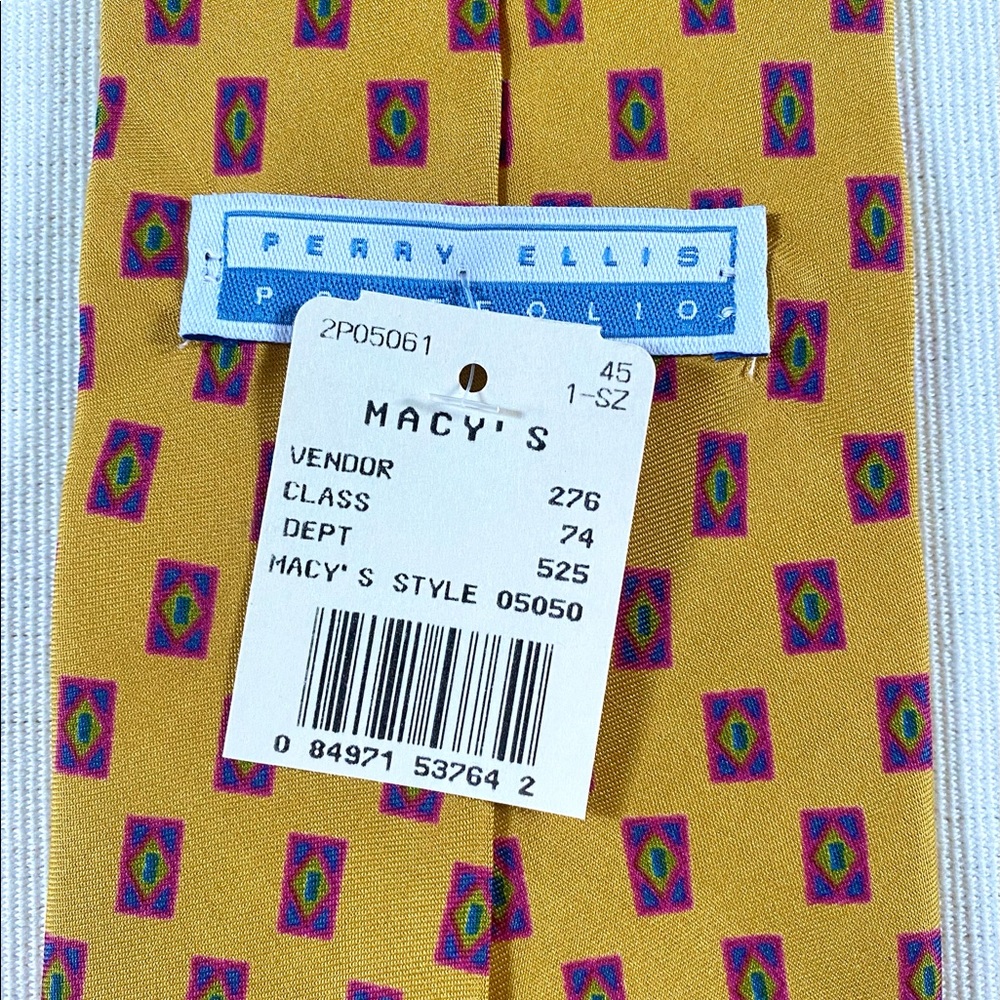 PERRY ELLIS
2P05061
45
1-SZ
MACY'S
VENDOR 276
CLASS 74
DEPT 525
MACY'S STYLE 05050
0 84971 53764 2